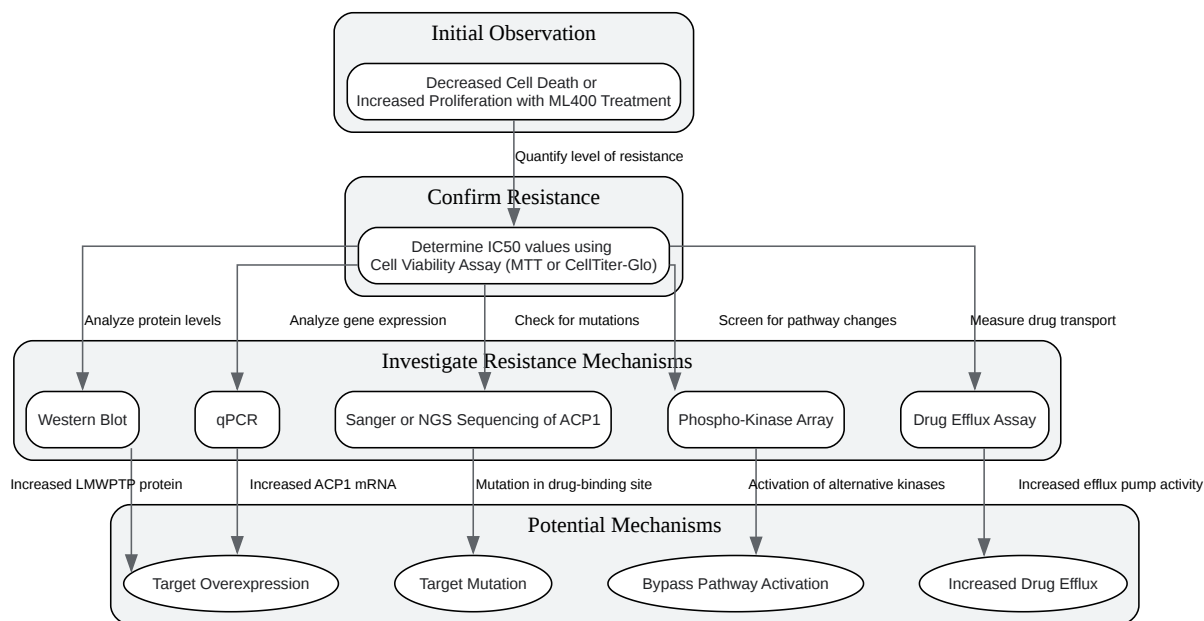 Initial Observation
Decreased Cell Death or
Increased Proliferation with ML400 Treatment
Quantify level of resistance
Confirm Resistance
Determine IC50 values using
Cell Viability Assay (MTT or CellTiter-Glo)
Analyze protein levels
Analyze gene expression
Check for mutations
Screen for pathway changes
Measure drug transport
Investigate Resistance Mechanisms
Western Blot
qPCR
Sanger or NGS Sequencing of ACP1
Phospho-Kinase Array
Drug Efflux Assay
Increased LMWPTP protein
Increased ACP1 mRNA
Mutation in drug-binding site
Activation of alternative kinases
Increased efflux pump activity
Potential Mechanisms
Target Overexpression
Target Mutation
Bypass Pathway Activation
Increased Drug Efflux